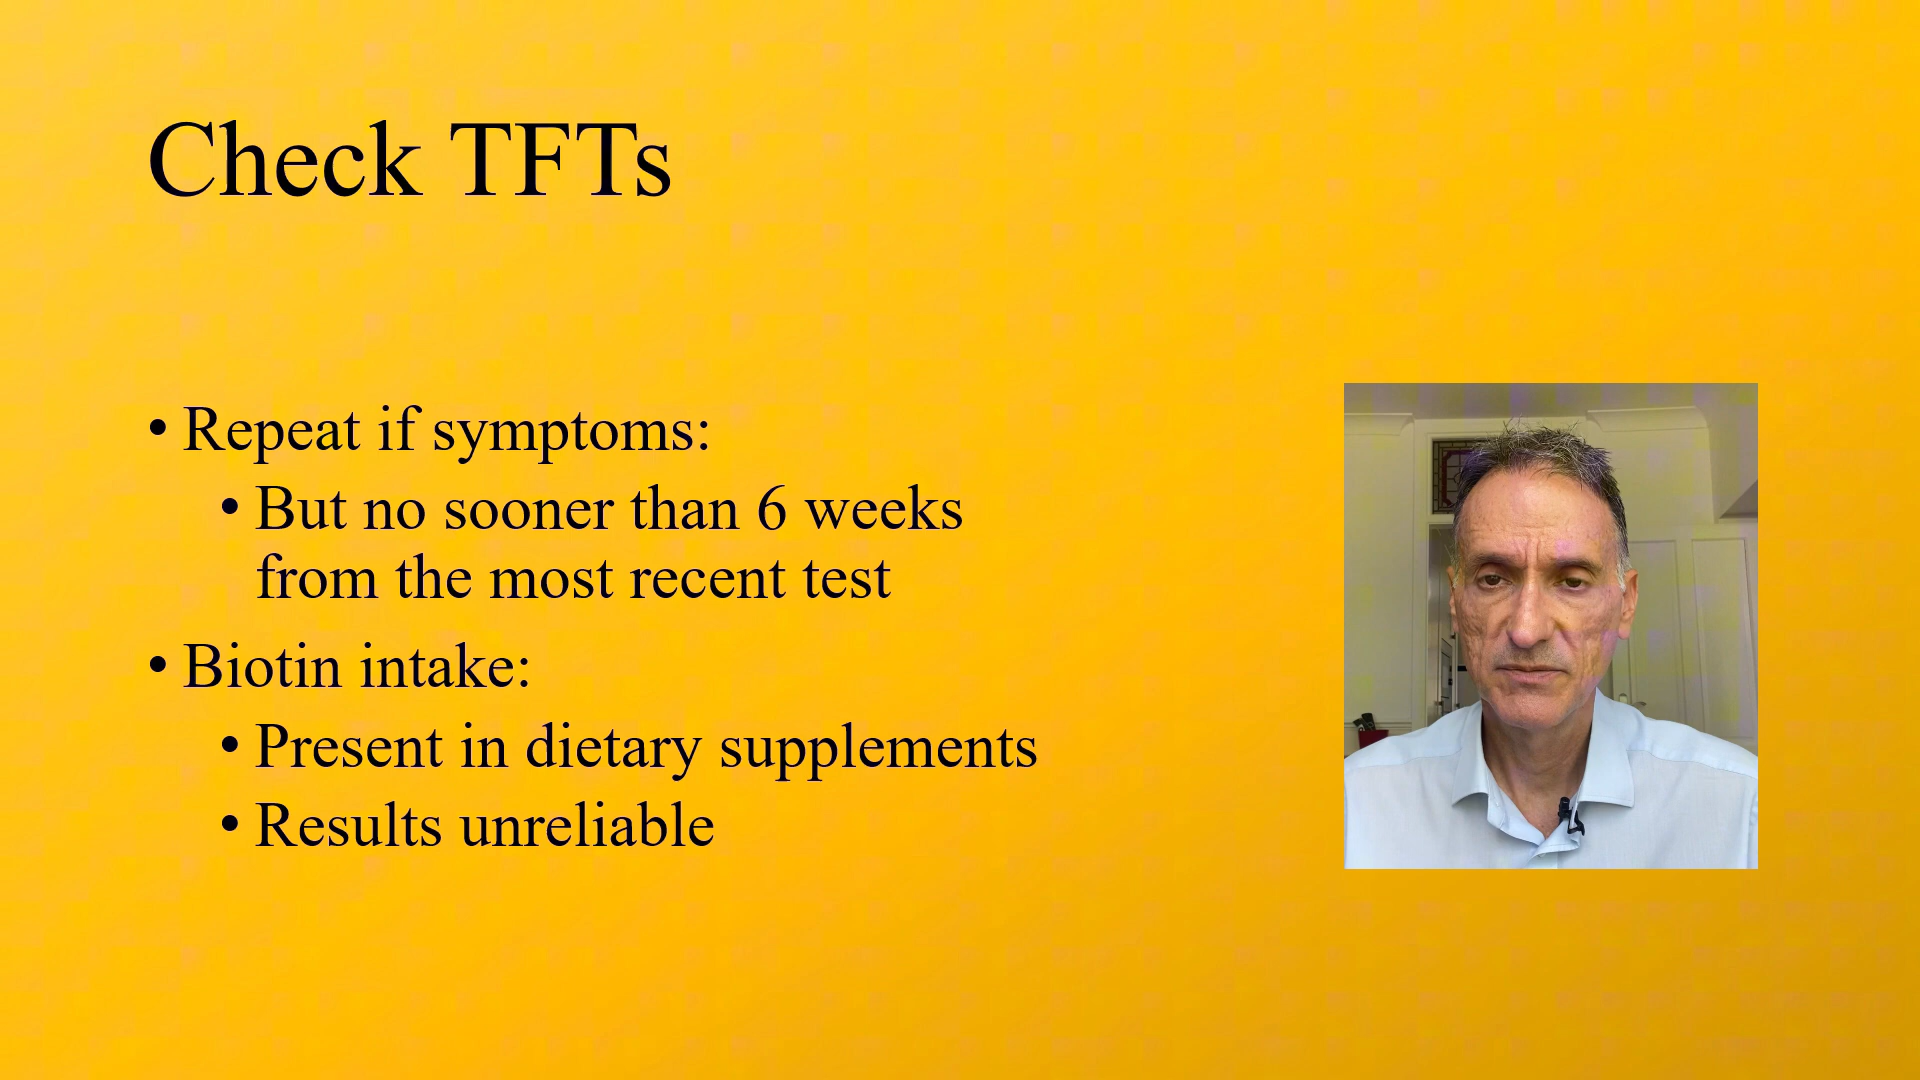 Check TFTs
• Repeat if symptoms:
• But no sooner than 6 weeks
from the most recent test
• Biotin intake:
• Present in dietary supplements
• Results unreliable